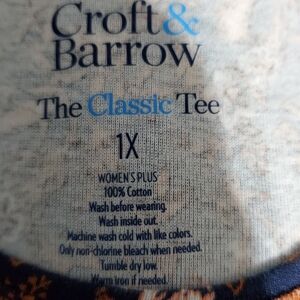 Croft &
Barrow
The Classic Tee
1X
WOMEN'S PLUS
100% Cotton
Wash before wearing.
Wash inside out.
Machine wash cold with like colors.
Only non-chlorine bleach when needed.
Tumble dry low.
Warm iron if needed.